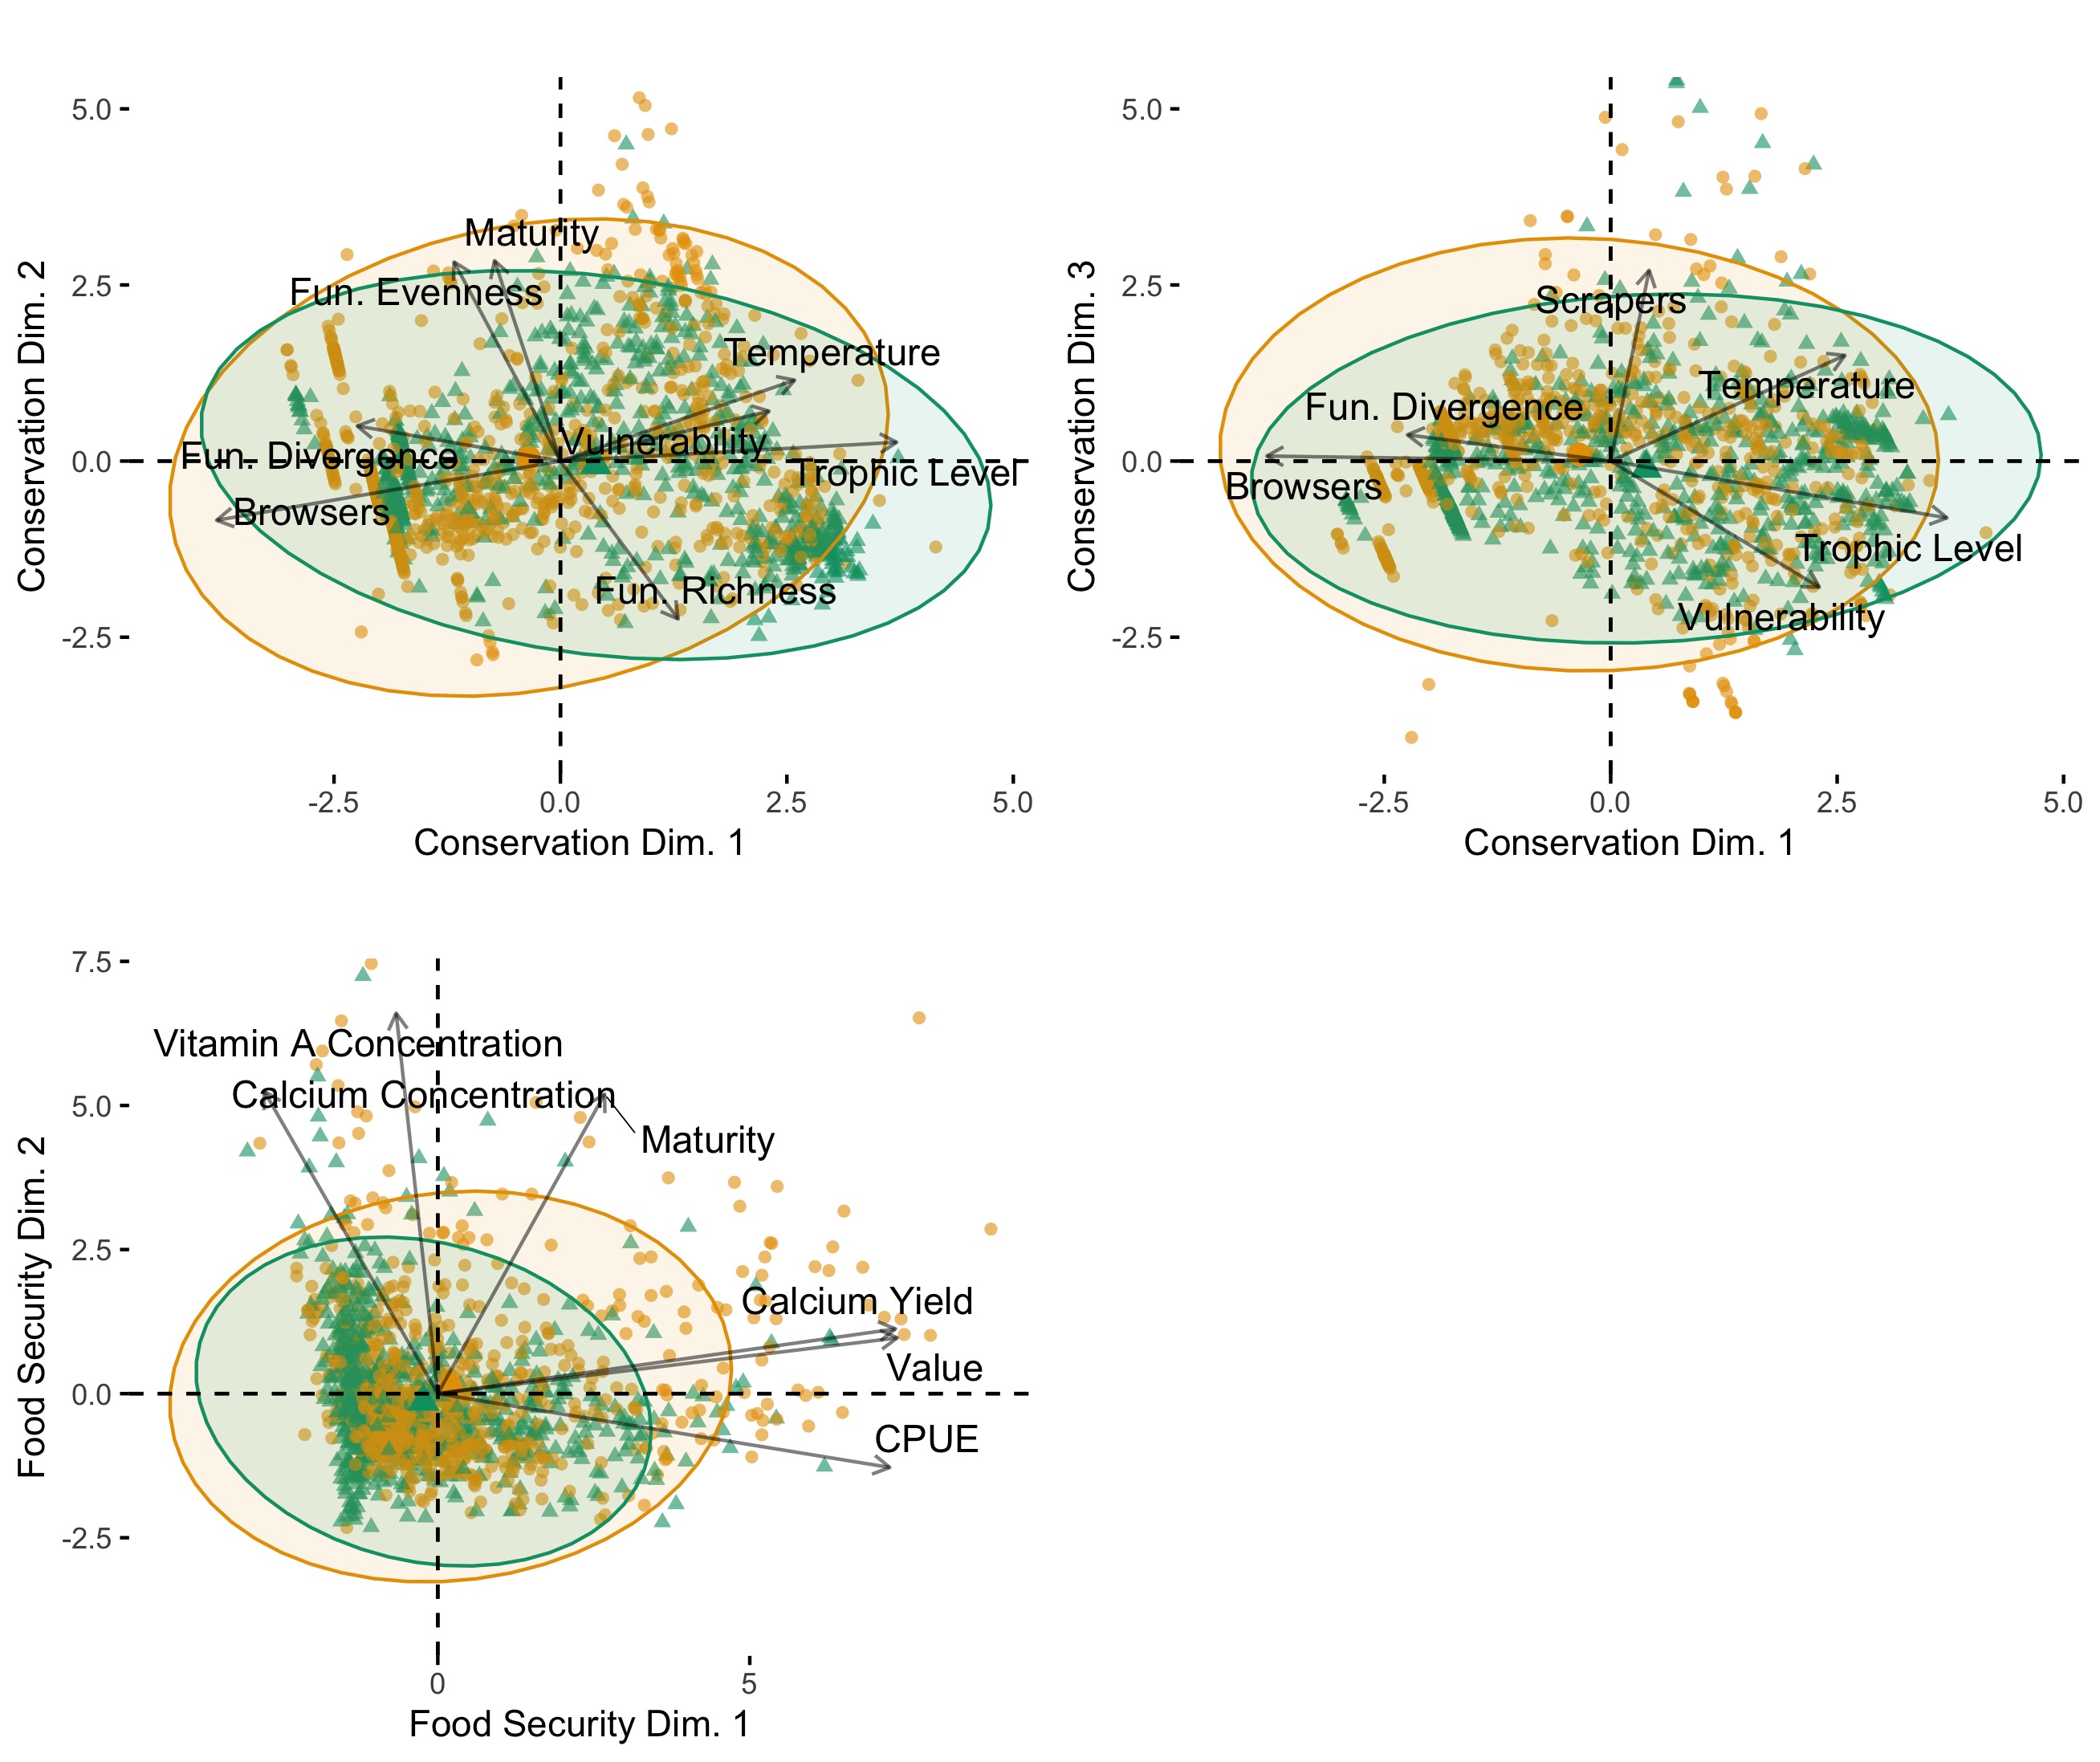 Conservation Dim. 2
5.0
2.5
0.0
-2.5
Maturity
Fun. Evenness
Temperature
Vulnerability
Fun. Divergence
Trophic Level
Browsers
Fun. Richness
-2.5
0.0
2.5
5.0
Conservation Dim. 1
Conservation Dim. 3
5.0
2.5
0.0
-2.5
Scrapers
Temperature
Fun. Divergence
Browsers
Trophic Level
Vulnerability
-2.5
0.0
2.5
5.0
Conservation Dim. 1
Food Security Dim. 2
7.5
5.0
2.5
0.0
-2.5
Vitamin A Concentration
Calcium Concentration
Maturity
Calcium Yield
Value
CPUE
0
5
Food Security Dim. 1